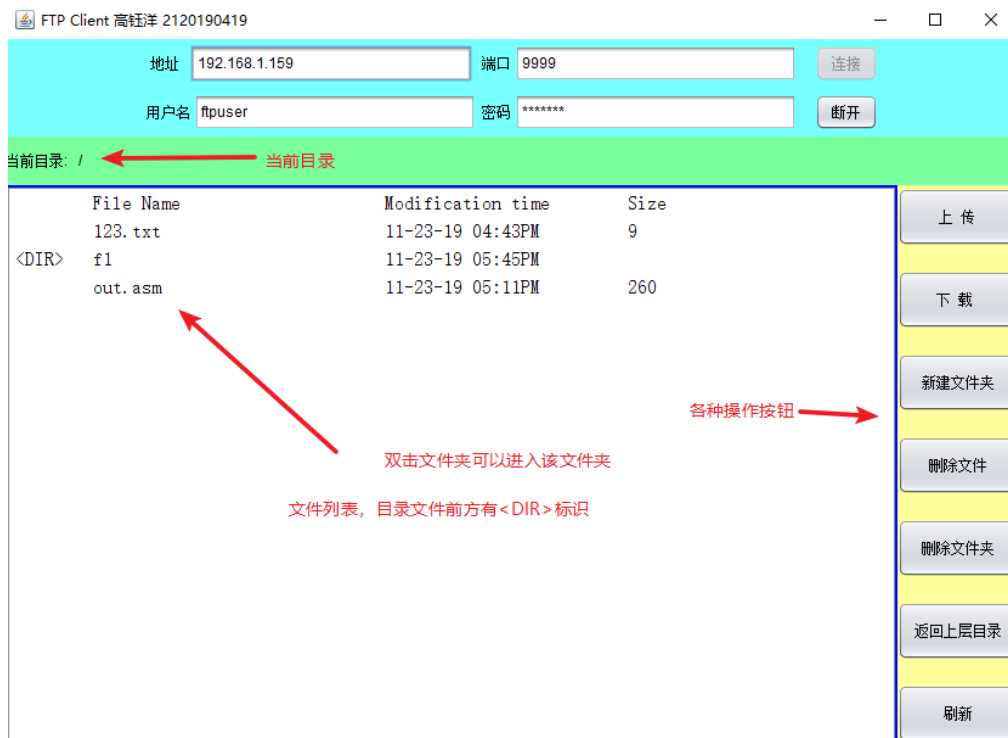 FTP Client 高钰洋 2120190419
地址 192.168.1.159 端口 9999 连接
用户名 ftpuser 密码 ******* 断开
当前目录: / 当前目录
File Name Modification time Size
123.txt 11-23-19 04:43PM 9
<DIR> f1 11-23-19 05:45PM
out.asm 11-23-19 05:11PM 260
上 传
下 载
新建文件夹
各种操作按钮
双击文件夹可以进入该文件夹
删除文件
文件列表，目录文件前方有<DIR>标识
删除文件夹
返回上层目录
刷新